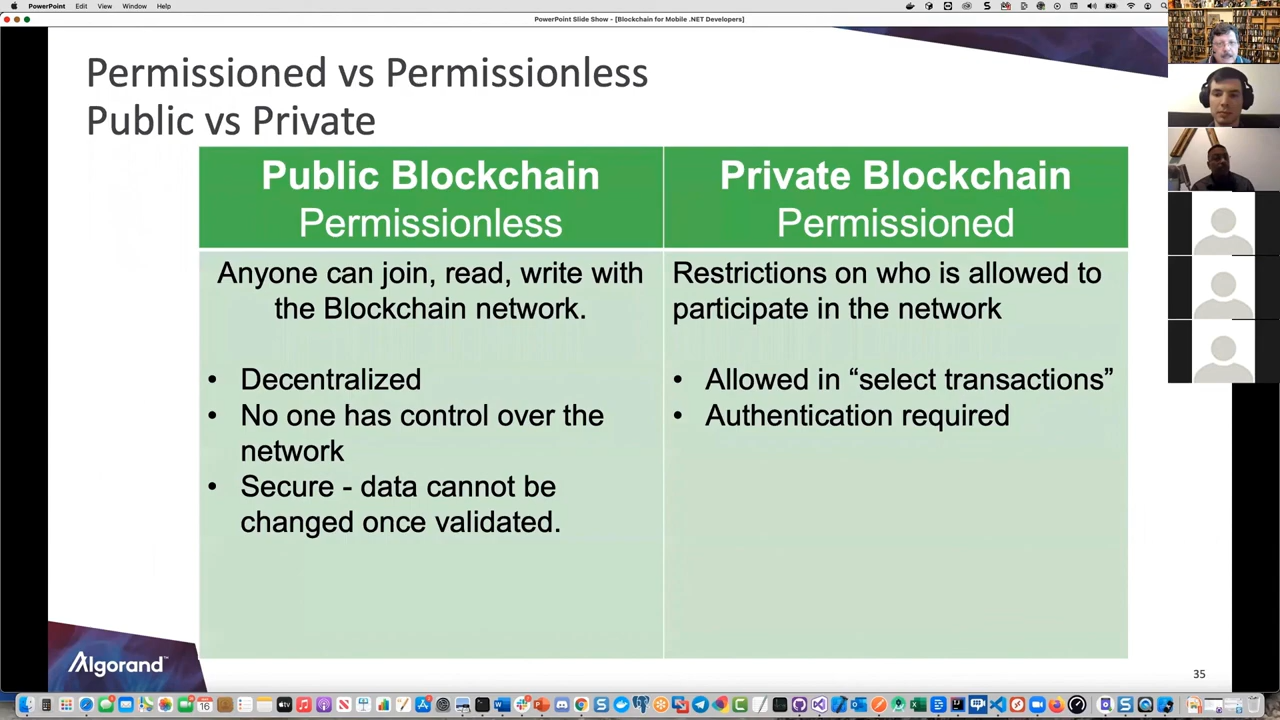 PowerPoint Edit View Window Help
PowerPoint Slide Show - [Blockchain for Mobile .NET Developers]
Permissioned vs Permissionless
Public vs Private
Public Blockchain
Permissionless
Private Blockchain
Permissioned
Anyone can join, read, write with
the Blockchain network.
• Decentralized
• No one has control over the
network
• Secure - data cannot be
changed once validated.
Restrictions on who is allowed to
participate in the network
• Allowed in “select transactions”
• Authentication required
Algorand™
35
16